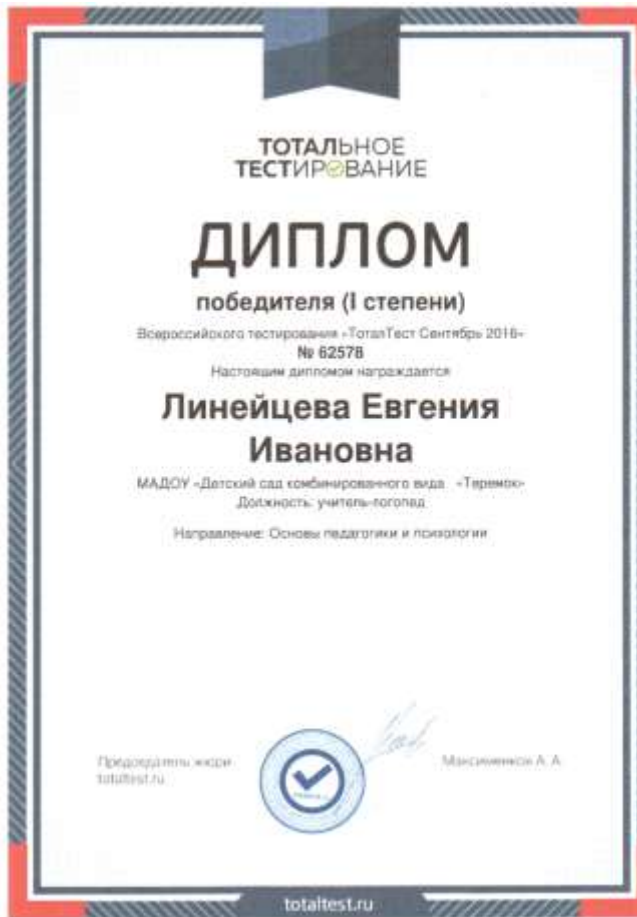 ТОТАЛЬНОЕ
ТЕСТИРОВАНИЕ
ДИПЛОМ
победителя (I степени)
Всероссийского тестирования «ТоталТест Сентябрь 2016»
№ 62578
Настоящим дипломом награждается
Линейцева Евгения
Ивановна
МАДОУ «Детский сад комбинированного вида «Теремок»
Должность: учитель-логопед
Направление: Основы педагогики и психологии
Председатель жюри
totaltest.ru
Максименков А. А.
totaltest.ru